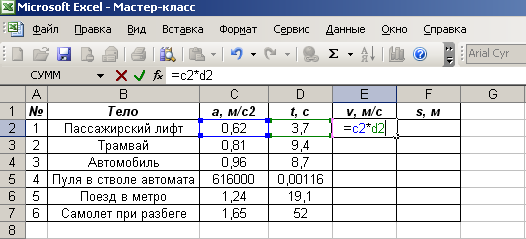 Microsoft Excel - Мастер-класс
Файл Правка Вид Вставка Формат Сервис Данные Окно Справка
Arial Cyr
СУММ =c2*d2
A B C D E F G
1 № Тело a, м/с2 t, с v, м/с s, м
2 1 Пассажирский лифт 0,62 3,7 =c2*d2
3 2 Трамвай 0,81 9,4
4 3 Автомобиль 0,96 8,7
5 4 Пуля в стволе автомата 616000 0,00116
6 5 Поезд в метро 1,24 19,1
7 6 Самолет при разбеге 1,65 52
8